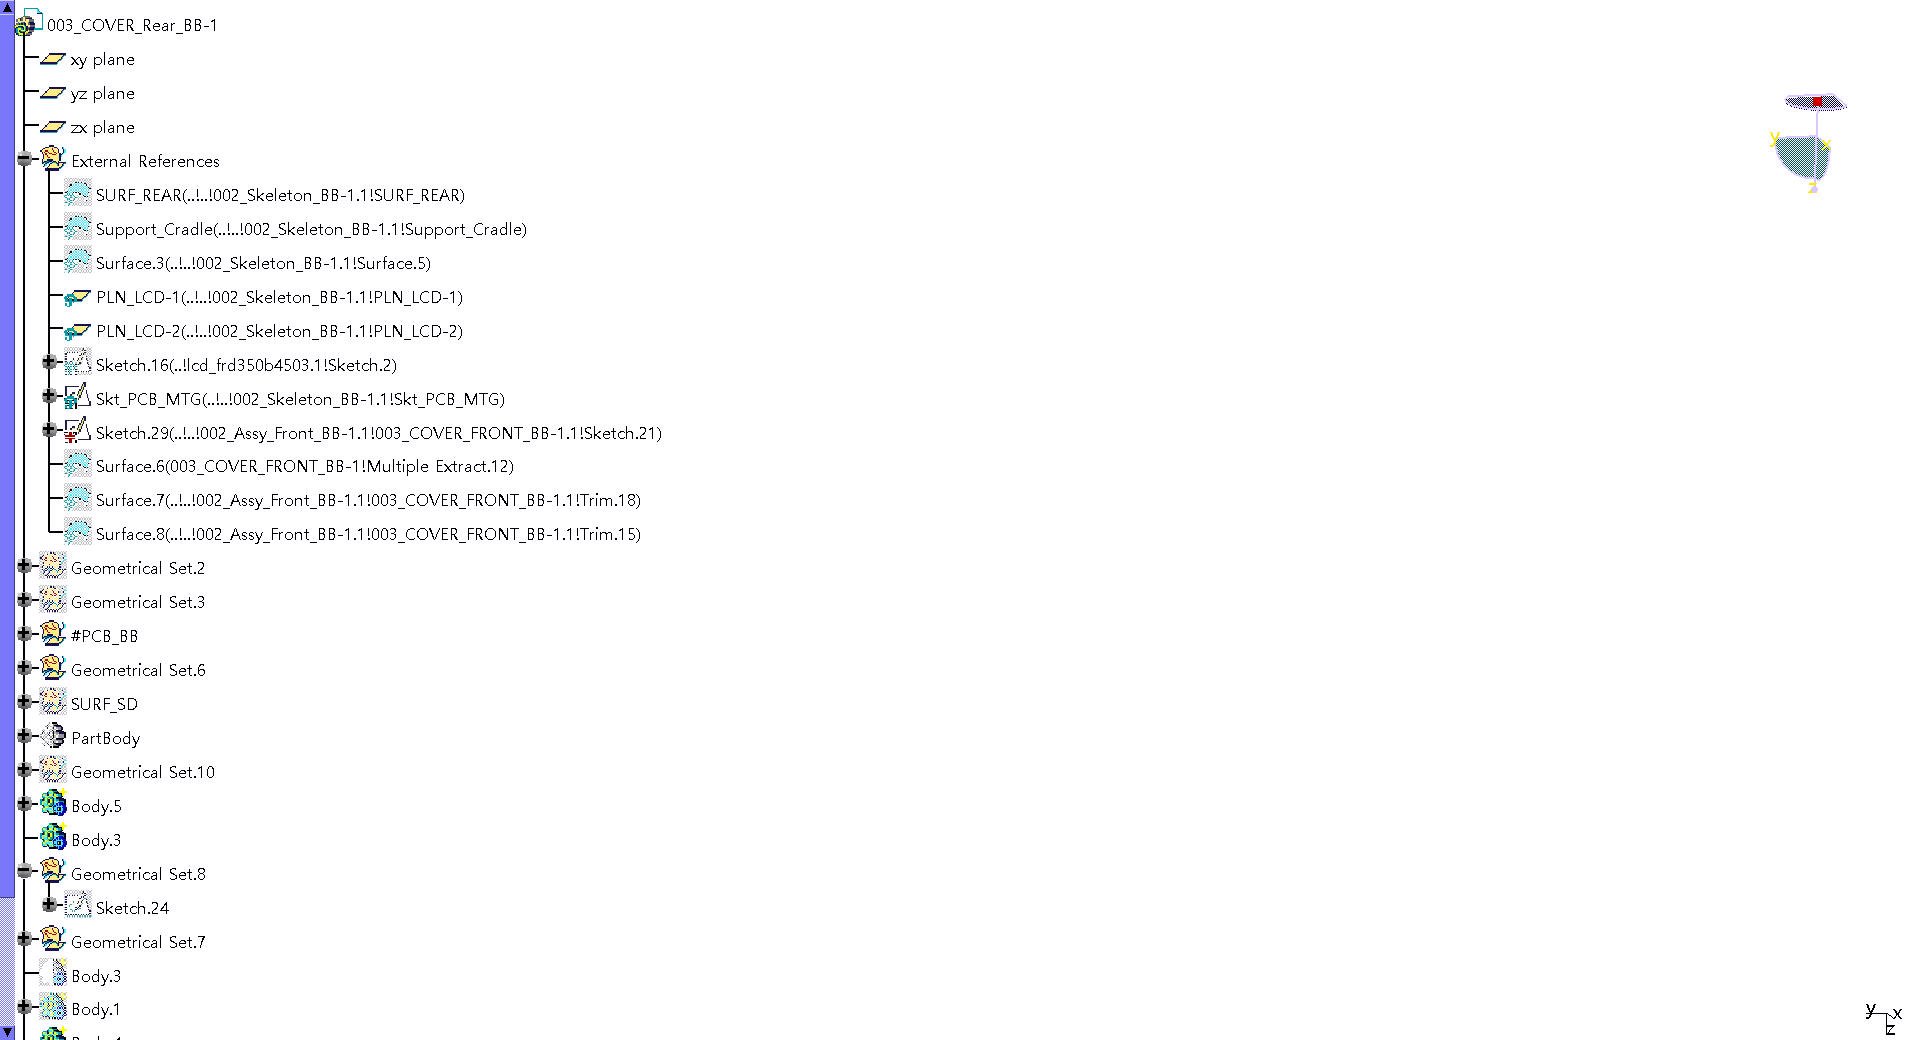 003_COVER_Rear_BB-1
xy plane
yz plane
zx plane
External References
SURF_REAR(..!..!002_Skeleton_BB-1.1!SURF_REAR)
Support_Cradle(..!..!002_Skeleton_BB-1.1!Support_Cradle)
Surface.3(..!..!002_Skeleton_BB-1.1!Surface.5)
PLN_LCD-1(..!..!002_Skeleton_BB-1.1!PLN_LCD-1)
PLN_LCD-2(..!..!002_Skeleton_BB-1.1!PLN_LCD-2)
Sketch.16(..!lcd_frd350b4503.1!Sketch.2)
Skt_PCB_MTG(..!..!002_Skeleton_BB-1.1!Skt_PCB_MTG)
Sketch.29(..!..!002_Assy_Front_BB-1.1!003_COVER_FRONT_BB-1.1!Sketch.21)
Surface.6(003_COVER_FRONT_BB-1!Multiple Extract.12)
Surface.7(..!..!002_Assy_Front_BB-1.1!003_COVER_FRONT_BB-1.1!Trim.18)
Surface.8(..!..!002_Assy_Front_BB-1.1!003_COVER_FRONT_BB-1.1!Trim.15)
Geometrical Set.2
Geometrical Set.3
#PCB_BB
Geometrical Set.6
SURF_SD
PartBody
Geometrical Set.10
Body.5
Body.3
Geometrical Set.8
Sketch.24
Geometrical Set.7
Body.3
Body.1
y
x
z
y
x
z